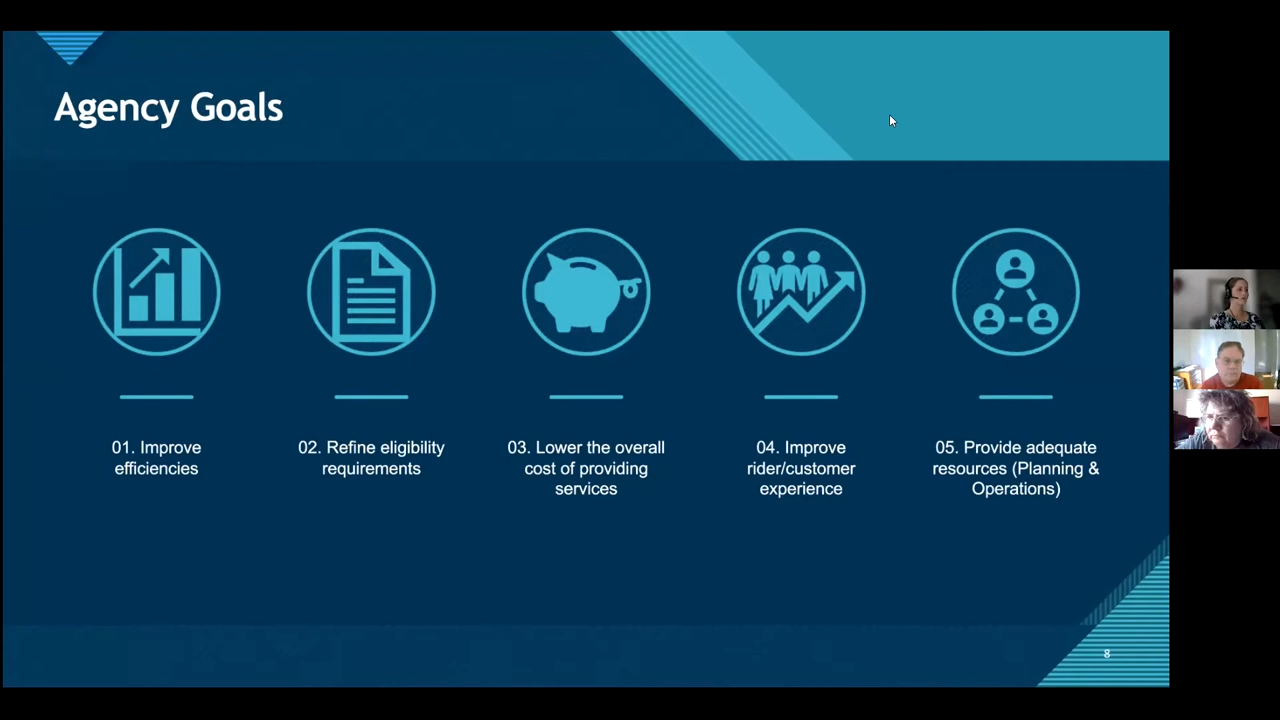 Agency Goals
01. Improve
efficiencies
02. Refine eligibility
requirements
03. Lower the overall
cost of providing
services
04. Improve
rider/customer
experience
05. Provide adequate
resources (Planning &
Operations)
8